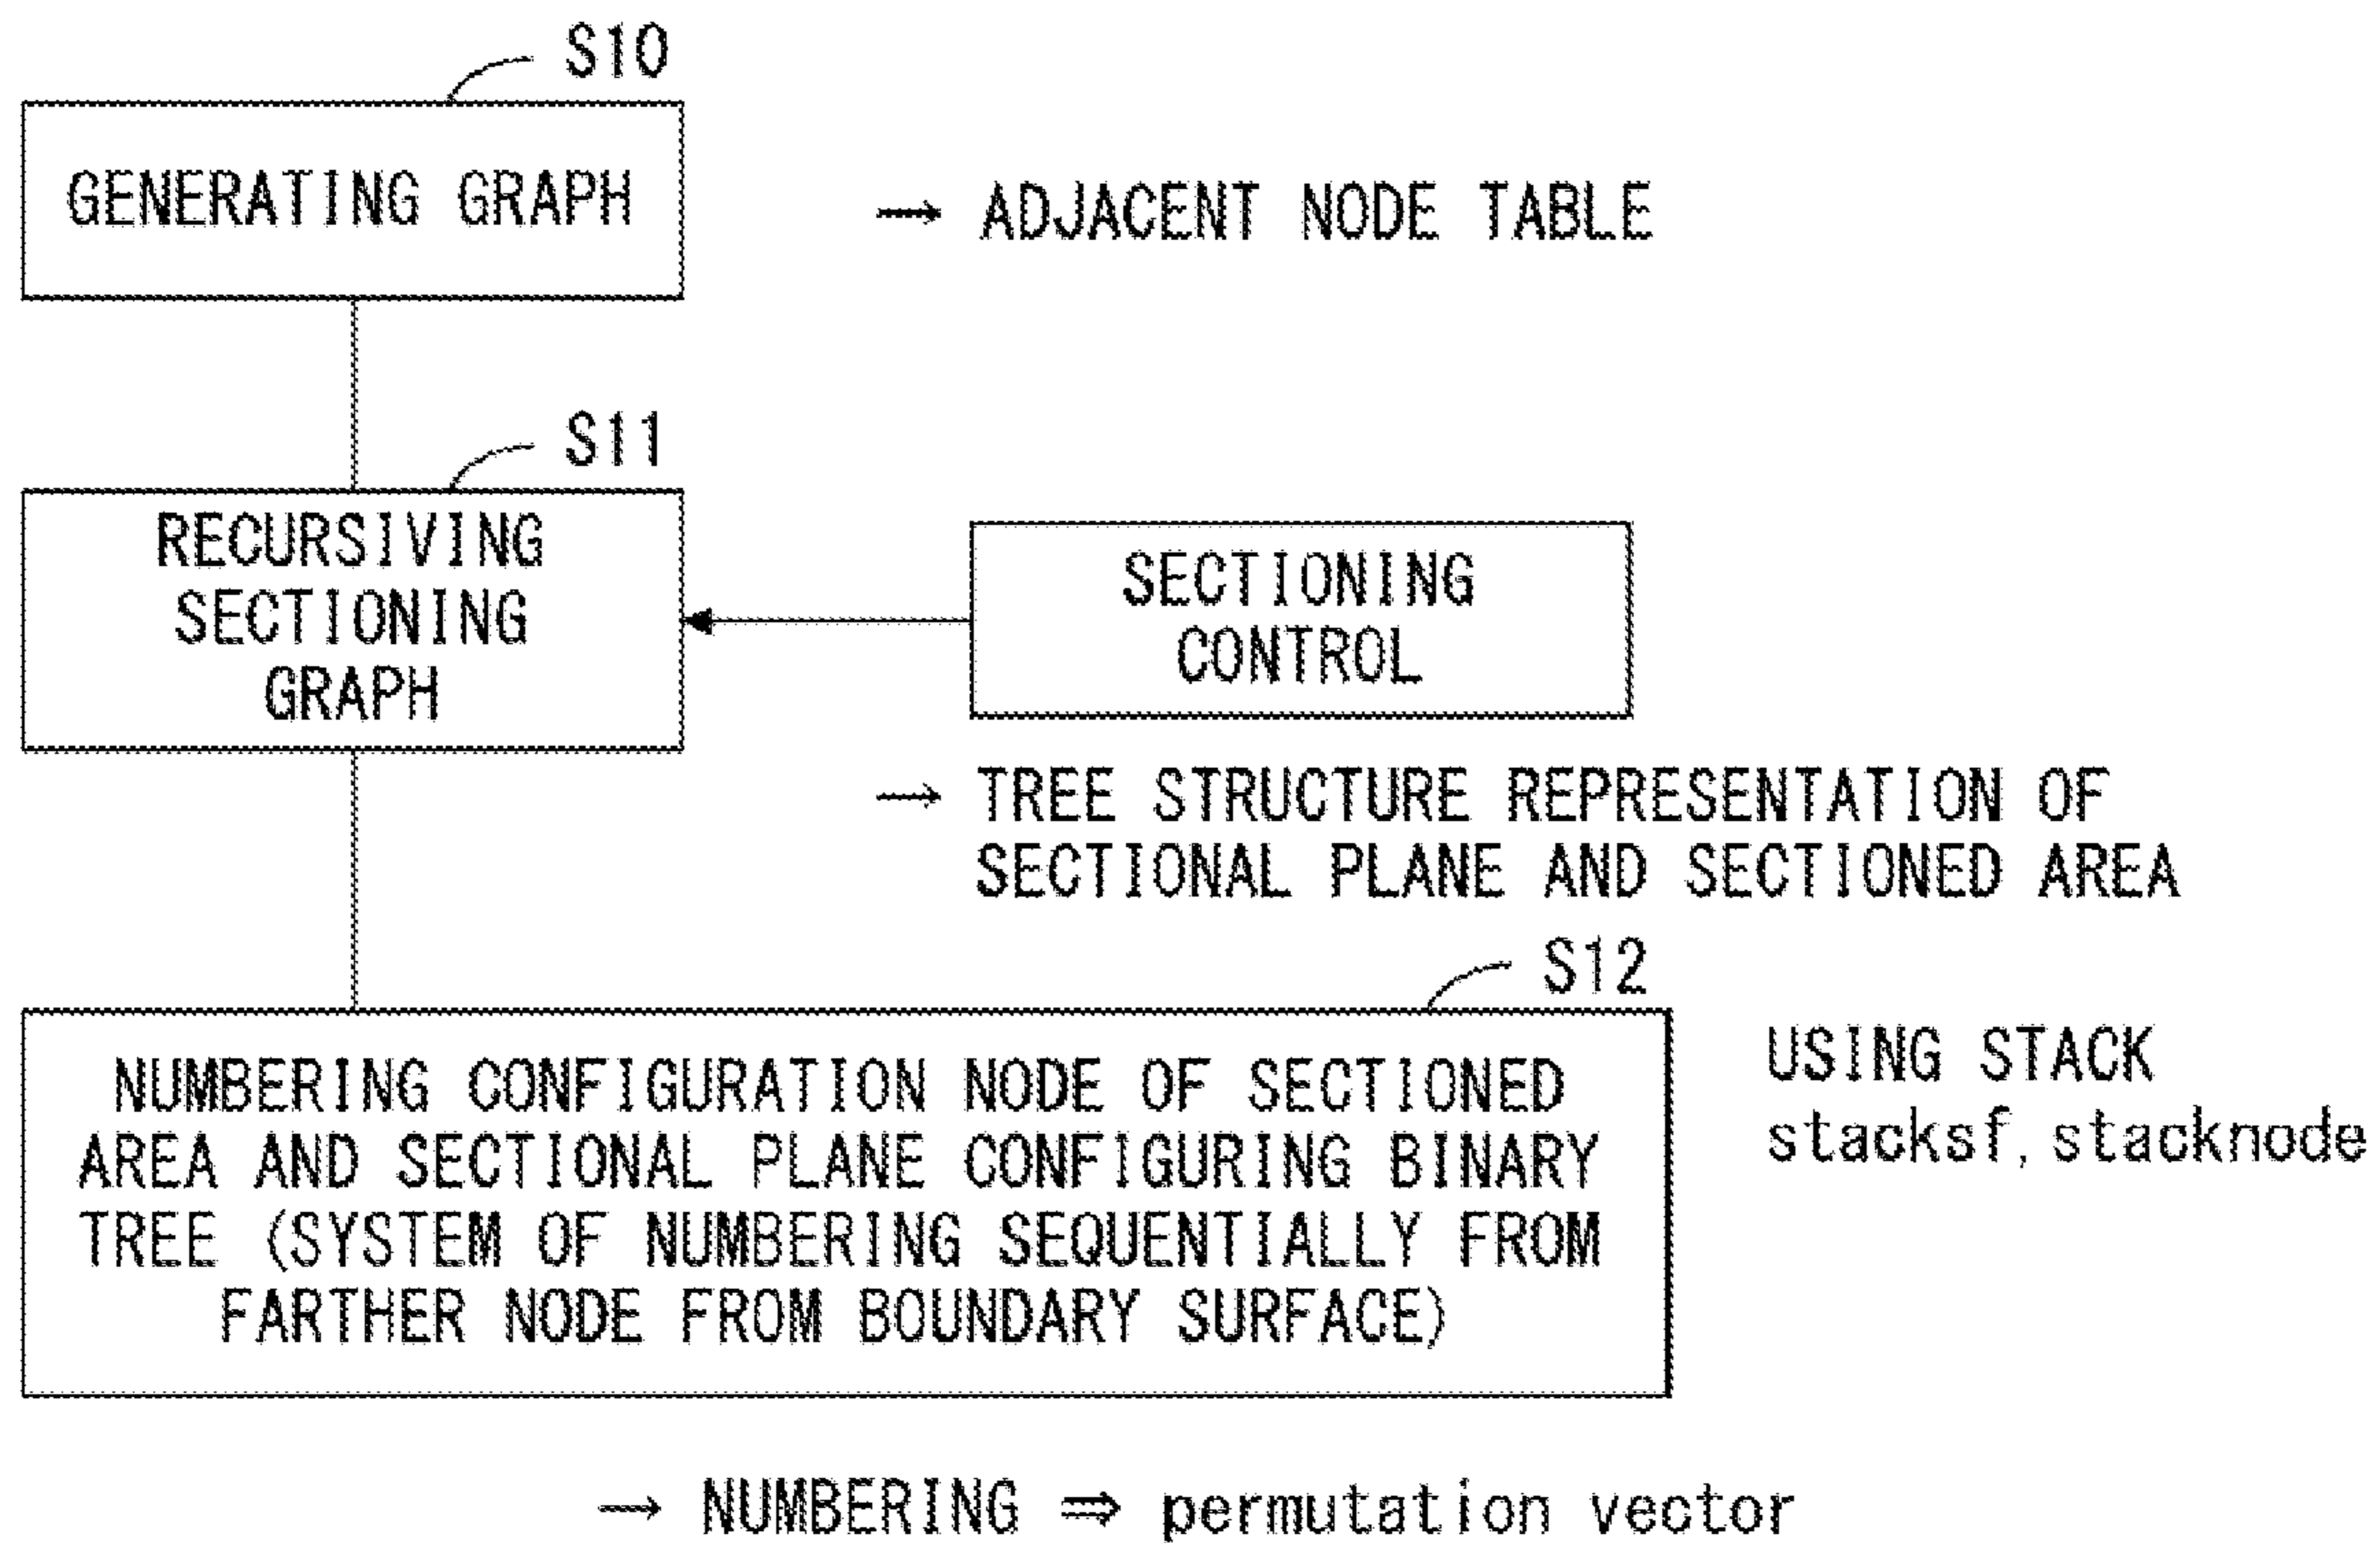 S10
GENERATING GRAPH
→ ADJACENT NODE TABLE
S11
RECURSIVING
SECTIONING
GRAPH
SECTIONING
CONTROL
→ TREE STRUCTURE REPRESENTATION OF
SECTIONAL PLANE AND SECTIONED AREA
S12
NUMBERING CONFIGURATION NODE OF SECTIONED
AREA AND SECTIONAL PLANE CONFIGURING BINARY
TREE (SYSTEM OF NUMBERING SEQUENTIALLY FROM
FARTHER NODE FROM BOUNDARY SURFACE)
USING STACK
stacksf, stacknode
→ NUMBERING ⇒ permutation vector